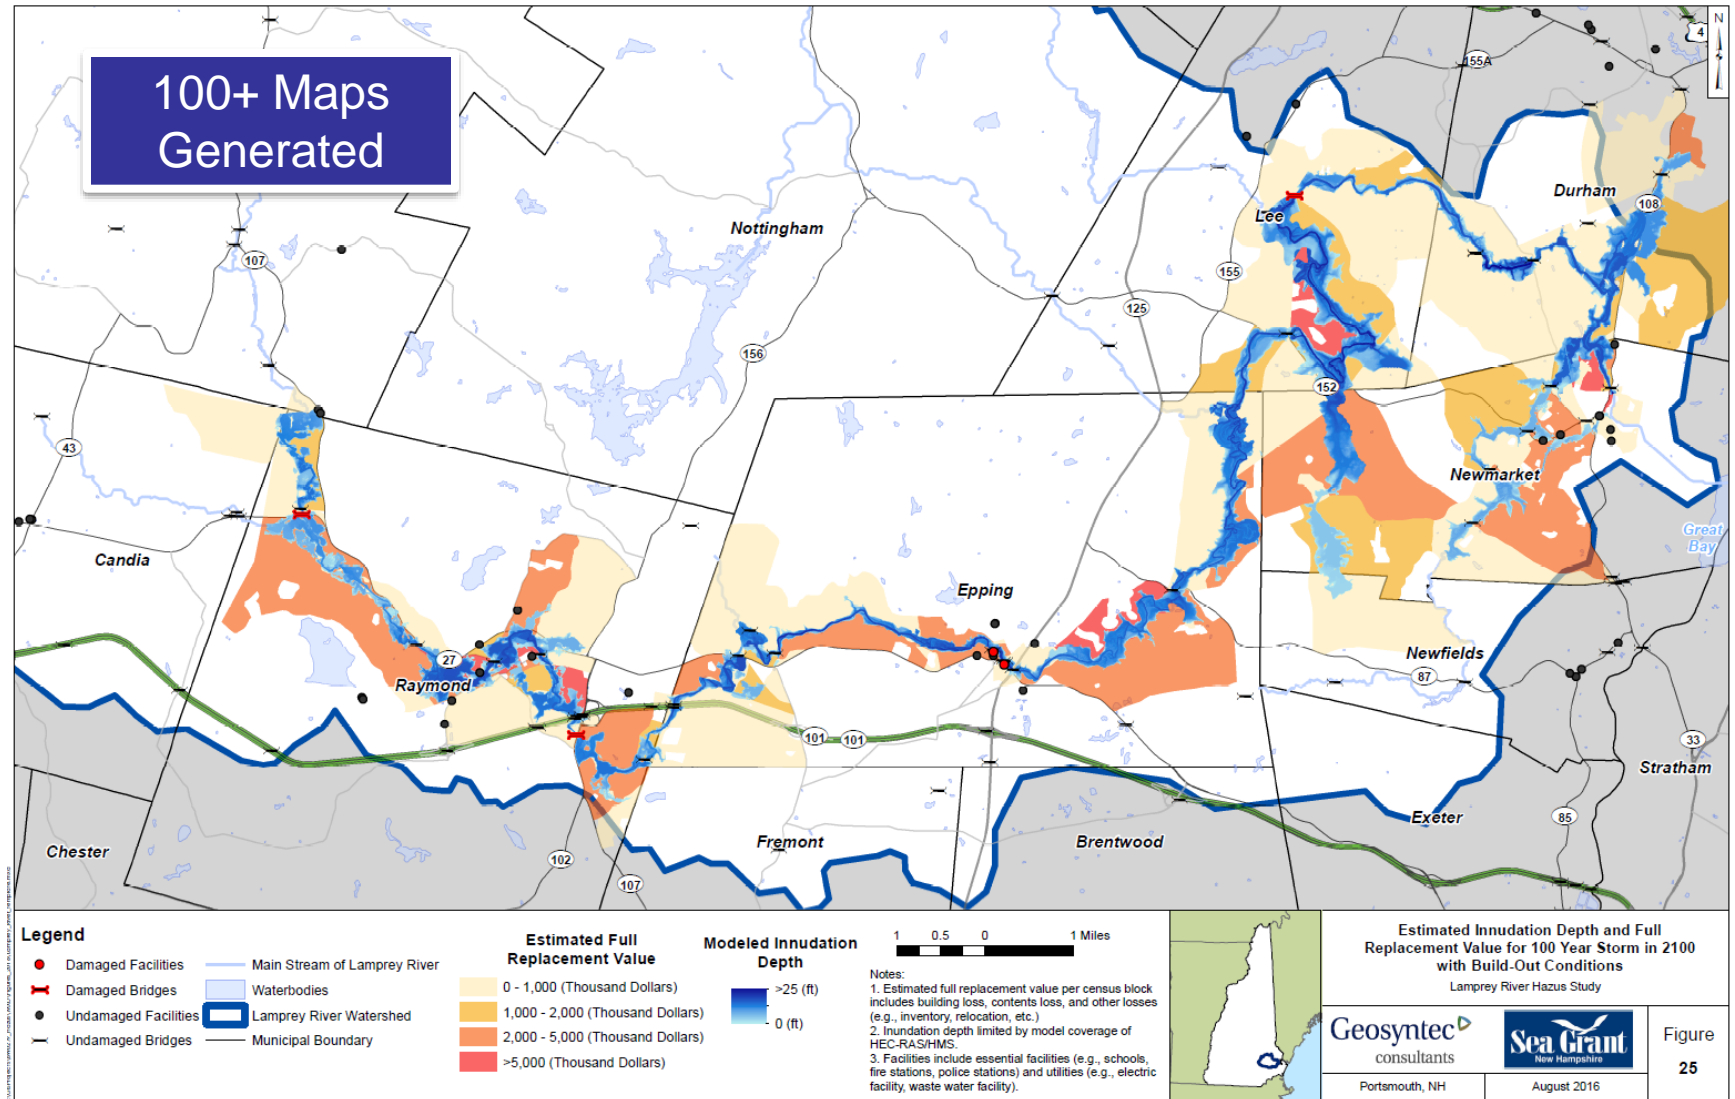 100+ Maps
Generated
N
4
155A
Durham
108
Lee
Nottingham
107
155
125
156
152
43
Newmarket
Great
Bay
Candia
Epping
27
Raymond
Newfields
87
101
101
33
Stratham
Exeter
85
Chester
Fremont
Brentwood
102
107
Legend
Damaged Facilities
Damaged Bridges
Undamaged Facilities
Undamaged Bridges
Main Stream of Lamprey River
Waterbodies
Lamprey River Watershed
Municipal Boundary
Estimated Full
Replacement Value
0 - 1,000 (Thousand Dollars)
1,000 - 2,000 (Thousand Dollars)
2,000 - 5,000 (Thousand Dollars)
>5,000 (Thousand Dollars)
Modeled Innudation
Depth
>25 (ft)
0 (ft)
1 0.5 0 1 Miles
Notes:
1. Estimated full replacement value per census block
includes building loss, contents loss, and other losses
(e.g., inventory, relocation, etc.)
2. Inundation depth limited by model coverage of
HEC-RAS/HMS.
3. Facilities include essential facilities (e.g., schools,
fire stations, police stations) and utilities (e.g., electric
facility, waste water facility).
Estimated Innudation Depth and Full
Replacement Value for 100 Year Storm in 2100
with Build-Out Conditions
Lamprey River Hazus Study
Geosyntec
consultants
Sea Grant
New Hampshire
Figure
25
Portsmouth, NH
August 2016